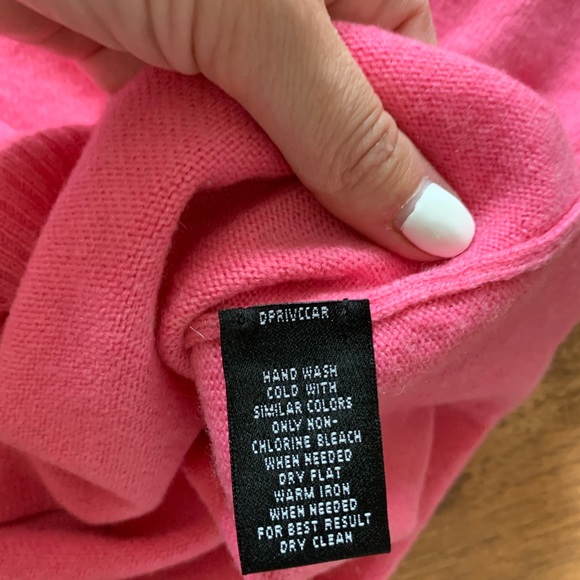 DPRIVCCAR
HAND WASH
COLD WITH
SIMILAR COLORS
ONLY NON-
CHLORINE BLEACH
WHEN NEEDED
DRY FLAT
WARM IRON
WHEN NEEDED
FOR BEST RESULT
DRY CLEAN